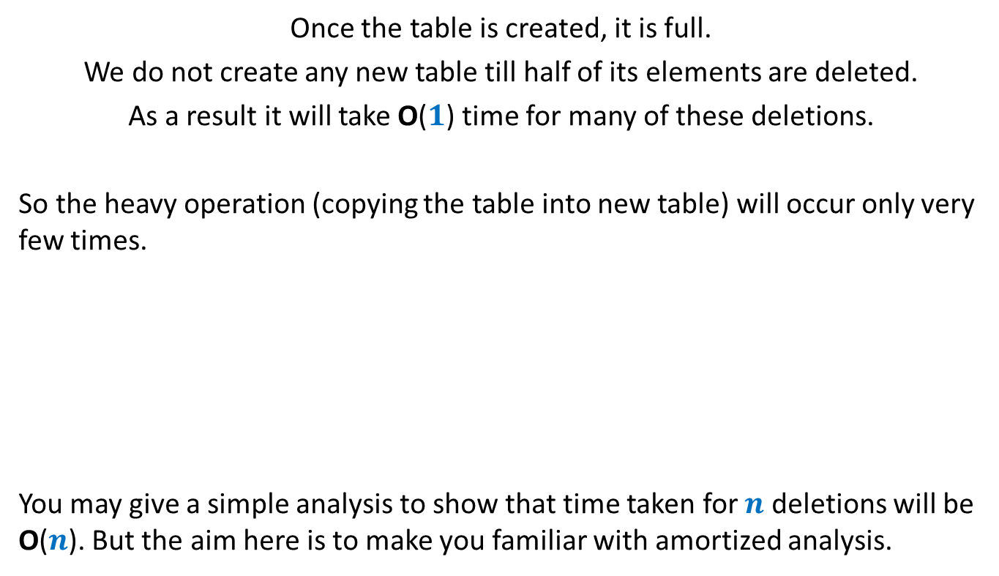 Once the table is created, it is full.
We do not create any new table till half of its elements are deleted.
As a result it will take O(1) time for many of these deletions.
So the heavy operation (copying the table into new table) will occur only very
few times.
You may give a simple analysis to show that time taken for n deletions will be
O(n). But the aim here is to make you familiar with amortized analysis.